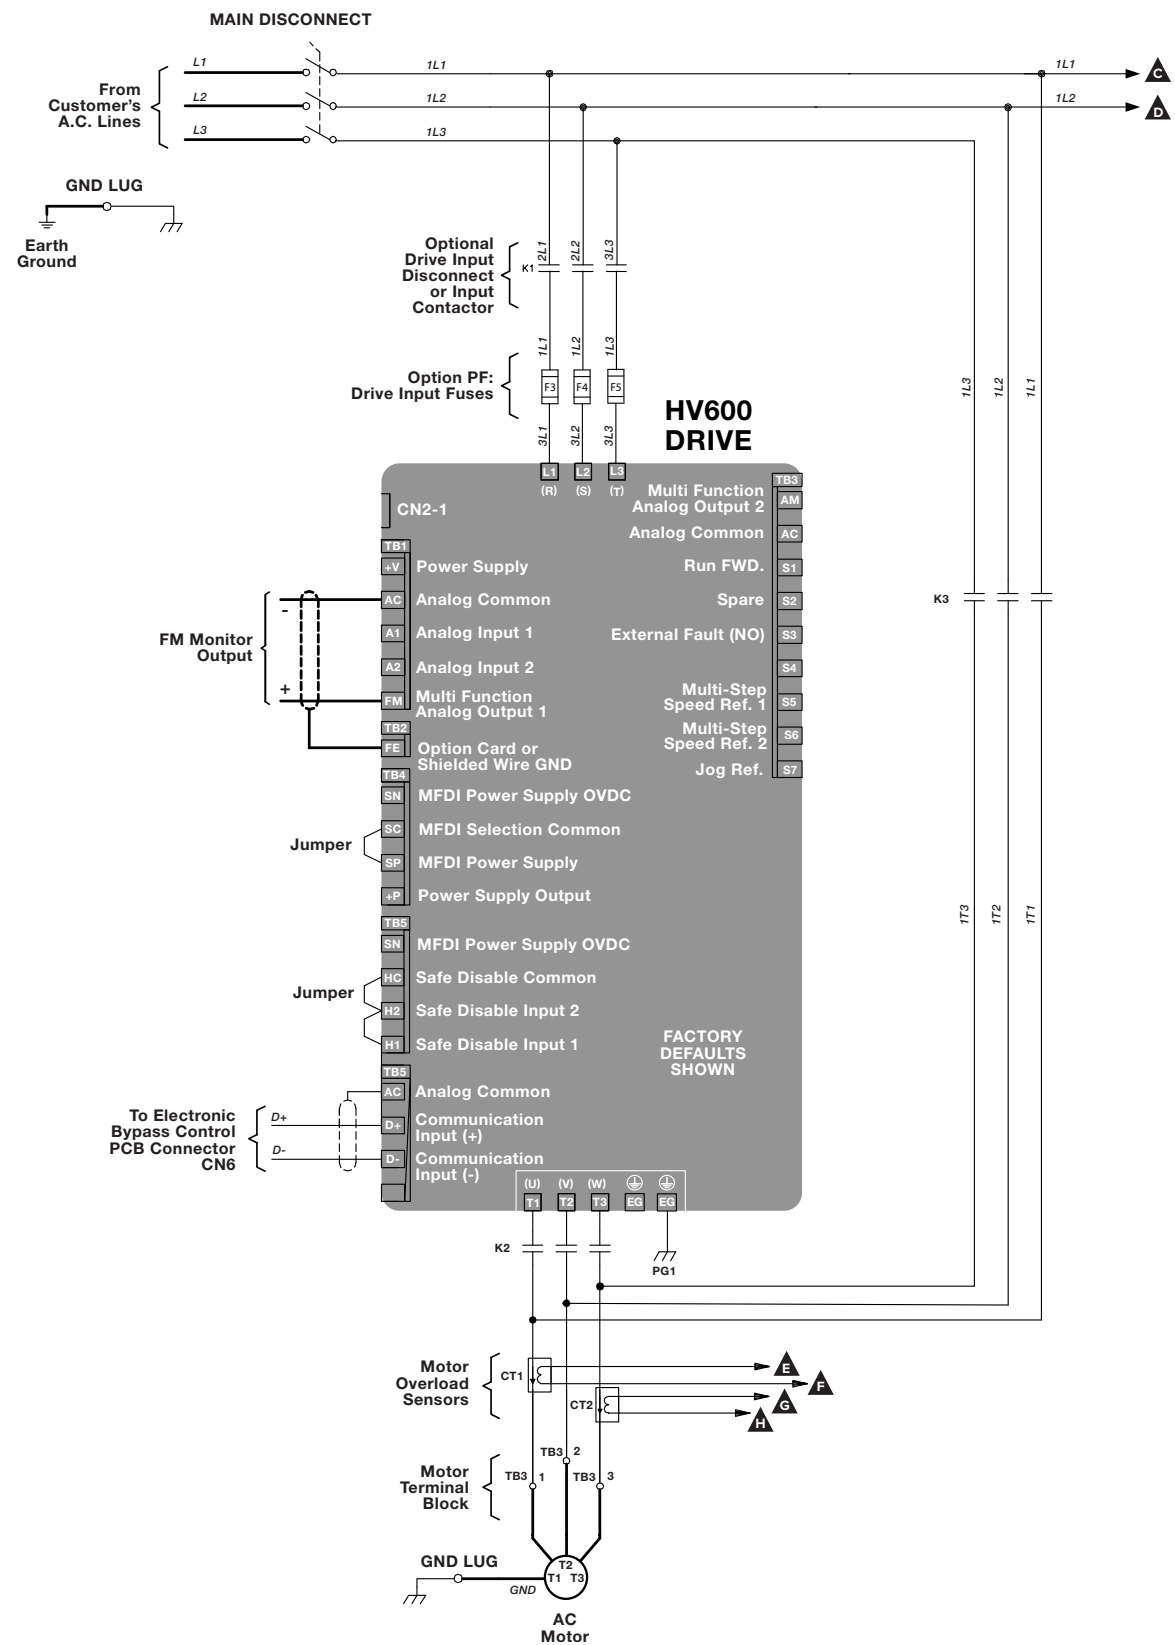 MAIN DISCONNECT
L1
1L1
1L1
C
From
Customer's
A.C. Lines
L2
1L2
1L2
D
L3
1L3
GND LUG
Earth
Ground
Optional
Drive Input
Disconnect
or Input
Contactor
K1
2L1
2L2
3L3
1L1
1L2
1L3
Option PF:
Drive Input Fuses
F3
F4
F5
3L1
3L2
3L3
1L3
1L2
1L1
HV600
DRIVE
L1
L2
L3
(R)
(S)
(T)
CN2-1
TB1
+V Power Supply
AC Analog Common
A1 Analog Input 1
A2 Analog Input 2
FM Multi Function
Analog Output 1
TB2
FE Option Card or
Shielded Wire GND
TB4
SN MFDI Power Supply OVDC
SC MFDI Selection Common
SP MFDI Power Supply
+P Power Supply Output
TB5
SN MFDI Power Supply OVDC
HC Safe Disable Common
H2 Safe Disable Input 2
H1 Safe Disable Input 1
TB5
AC Analog Common
D+ Communication
Input (+)
D- Communication
Input (-)
FM Monitor
Output
-
+
Jumper
Jumper
To Electronic
Bypass Control
PCB Connector
CN6
D+
D-
TB3
Multi Function
Analog Output 2
AM
Analog Common AC
Run FWD. S1
Spare S2
External Fault (NO) S3
S4
Multi-Step
Speed Ref. 1
S5
Multi-Step
Speed Ref. 2
S6
Jog Ref. S7
K3
1T3
1T2
1T1
FACTORY
DEFAULTS
SHOWN
(U)
(V)
(W)
T1
T2
T3
EG
EG
K2
PG1
Motor
Overload
Sensors
CT1
E
F
CT2
G
H
Motor
Terminal
Block
TB3 1
TB3 2
TB3 3
GND LUG
GND
T2
T1 T3
AC
Motor